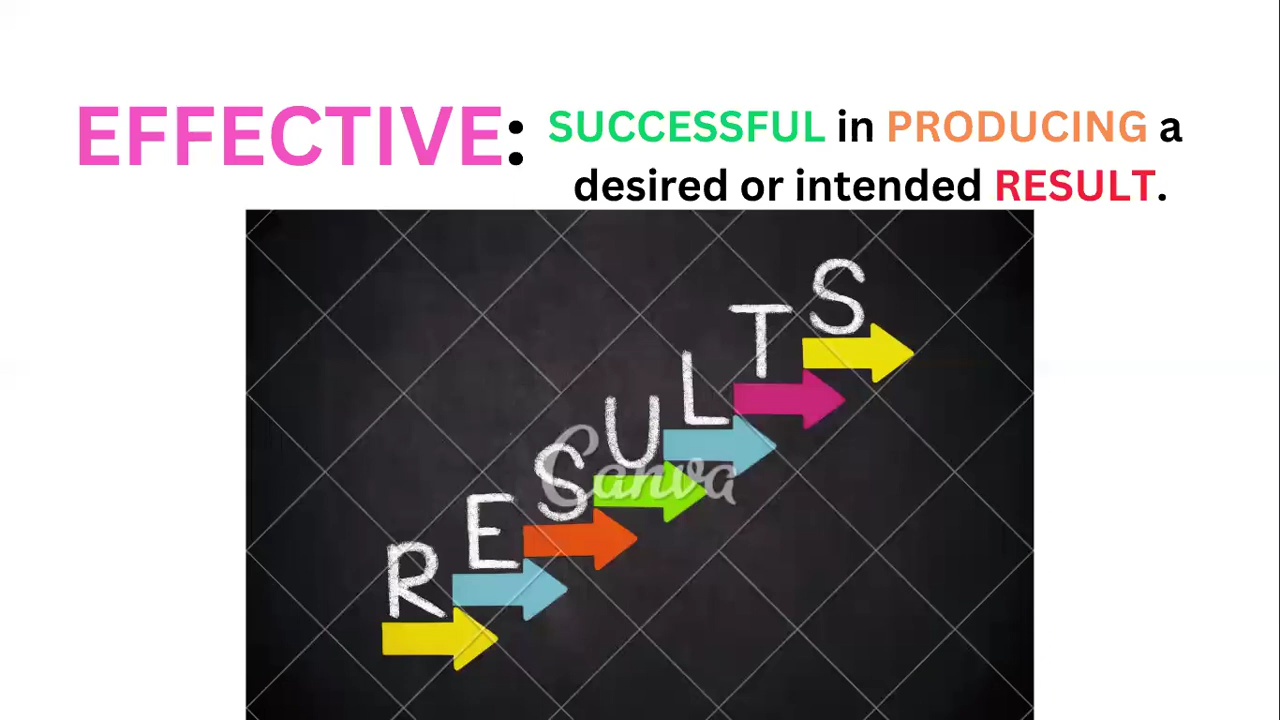 EFFECTIVE: SUCCESSFUL in PRODUCING a
desired or intended RESULT.
RESULTS
Canva